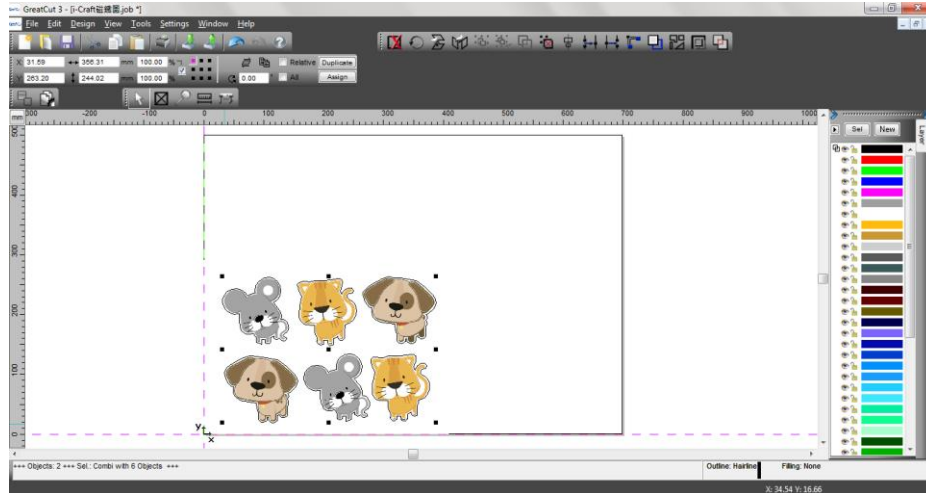 GreatCut 3 - [i-Craft磁鐵圖.job *]
File Edit Design View Tools Settings Window Help
X: 31.59 356.31 mm 100.00 % Relative Duplicate
Y: 263.20 244.02 mm 100.00 % 0.00 ° All Assign
mm -200 -100 0 100 200 300 400 500 600 700 800 900 1000
Sel New
Layer
500
400
300
200
100
0
Y
X
+++ Objects: 2 +++ Sel.: Combi with 6 Objects +++ Outline: Hairline Filling: None
X: 34.54 Y: 16.66